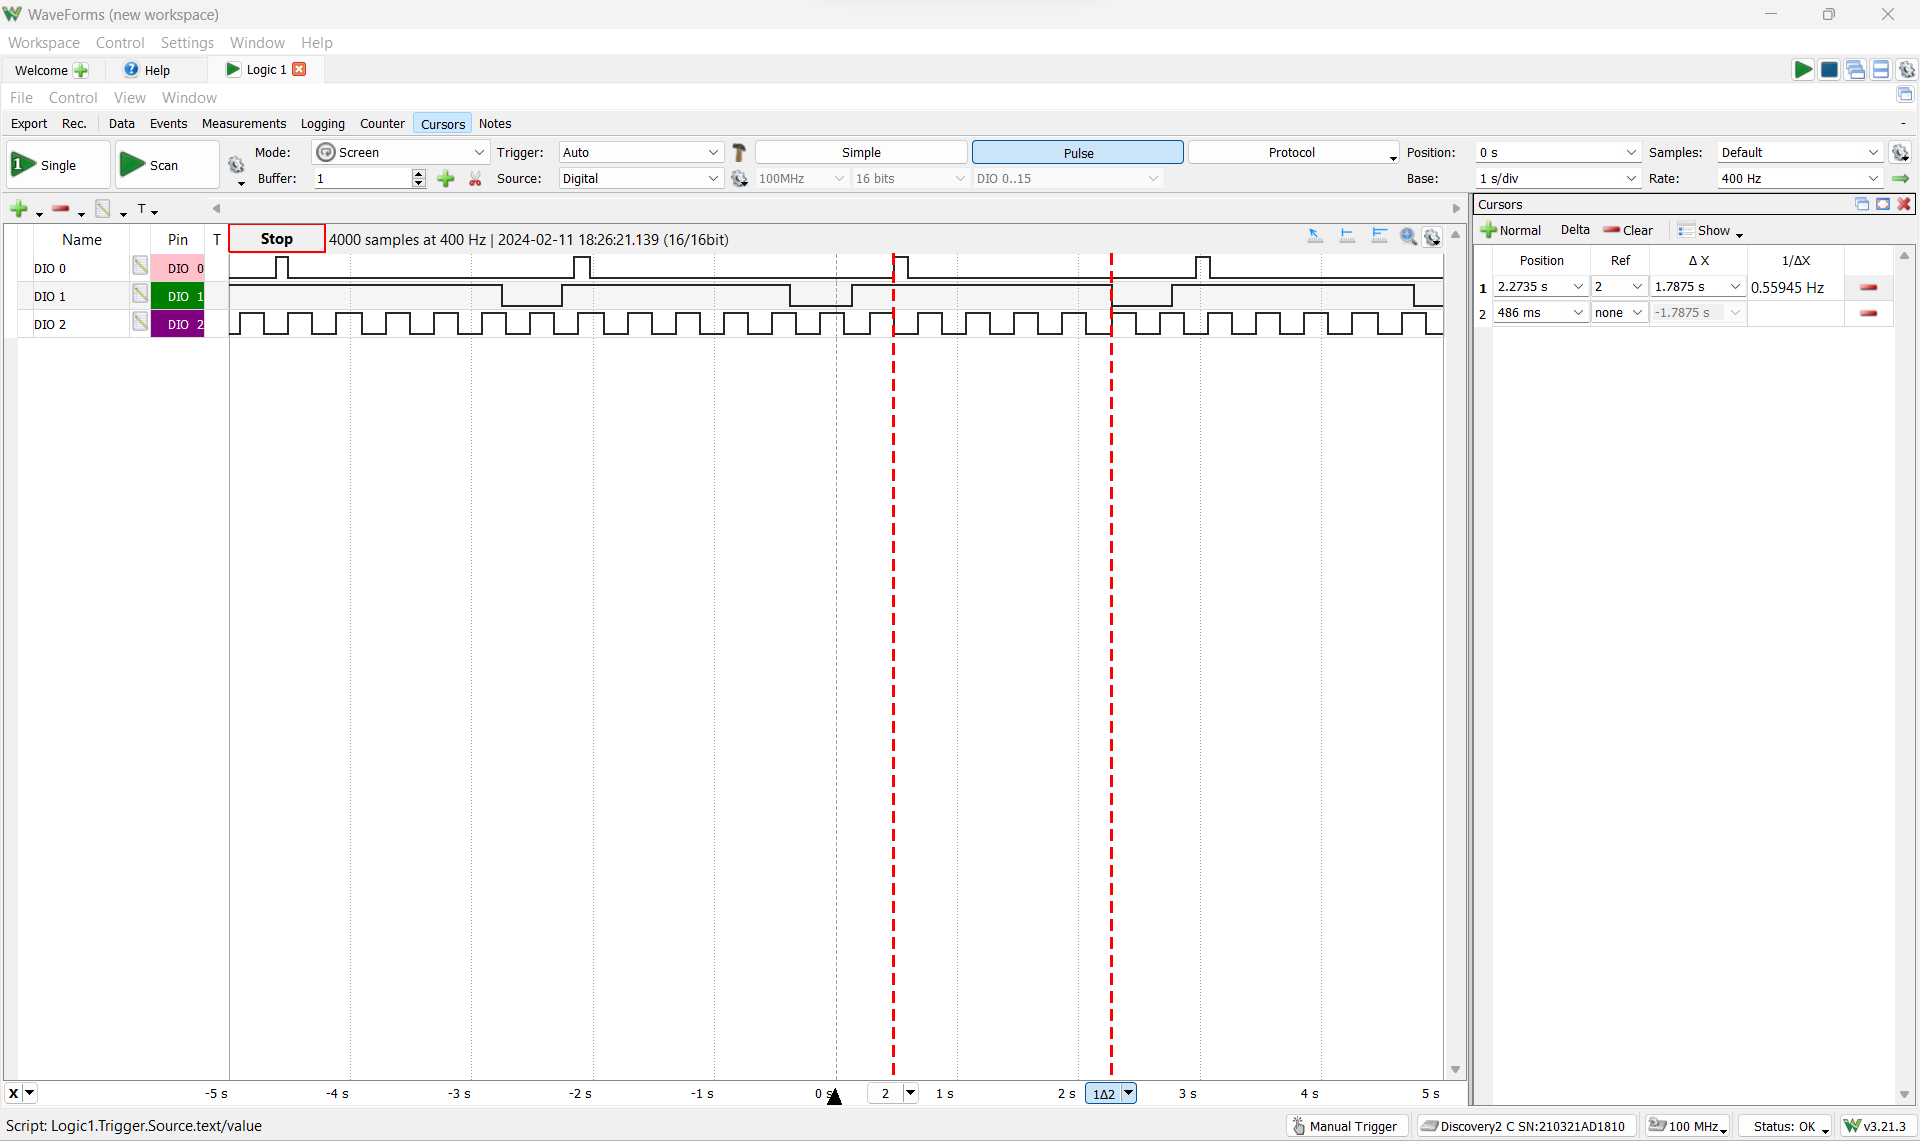 WaveForms (new workspace)
Workspace Control Settings Window Help
Welcome Help Logic 1
File Control View Window
Export Rec. Data Events Measurements Logging Counter Cursors Notes -
1 Single Scan Mode: Screen Trigger: Auto Simple Pulse Protocol Position: 0 s Samples: Default
Buffer: 1 Source: Digital 100MHz 16 bits DIO 0..15 Base: 1 s/div Rate: 400 Hz
T Cursors
Name Pin T Stop 4000 samples at 400 Hz | 2024-02-11 18:26:21.139 (16/16bit) Normal Delta Clear Show
DIO 0 DIO 0 Position Ref Δ X 1/ΔX
DIO 1 DIO 1 1 2.2735 s 2 1.7875 s 0.55945 Hz
DIO 2 DIO 2 2 486 ms none -1.7875 s
X -5 s -4 s -3 s -2 s -1 s 0 s 2 1 s 2 s 1Δ2 3 s 4 s 5 s
Script: Logic1.Trigger.Source.text/value Manual Trigger Discovery2 C SN:210321AD1810 100 MHz Status: OK v3.21.3